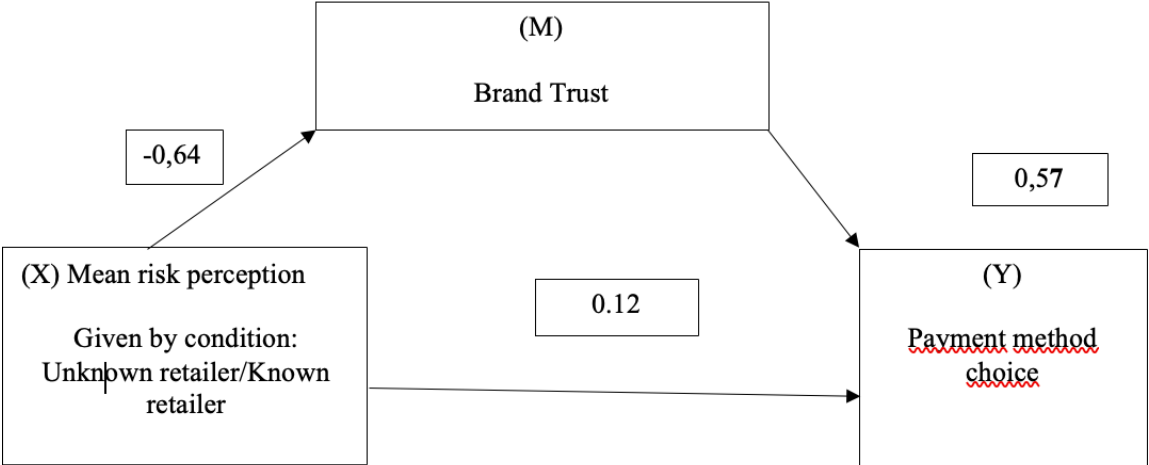 (M)
Brand Trust
-0,64
0,57
(X) Mean risk perception
Given by condition:
Unknown retailer/Known
retailer
0.12
(Y)
Payment method
choice